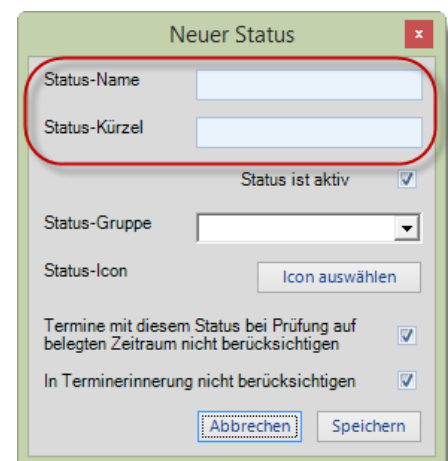 Neuer Status
x
Status-Name
Status-Kürzel
Status ist aktiv
Status-Gruppe
Status-Icon
Icon auswählen
Termine mit diesem Status bei Prüfung auf
belegten Zeitraum nicht berücksichtigen
In Terminerinnerung nicht berücksichtigen
Abbrechen Speichern